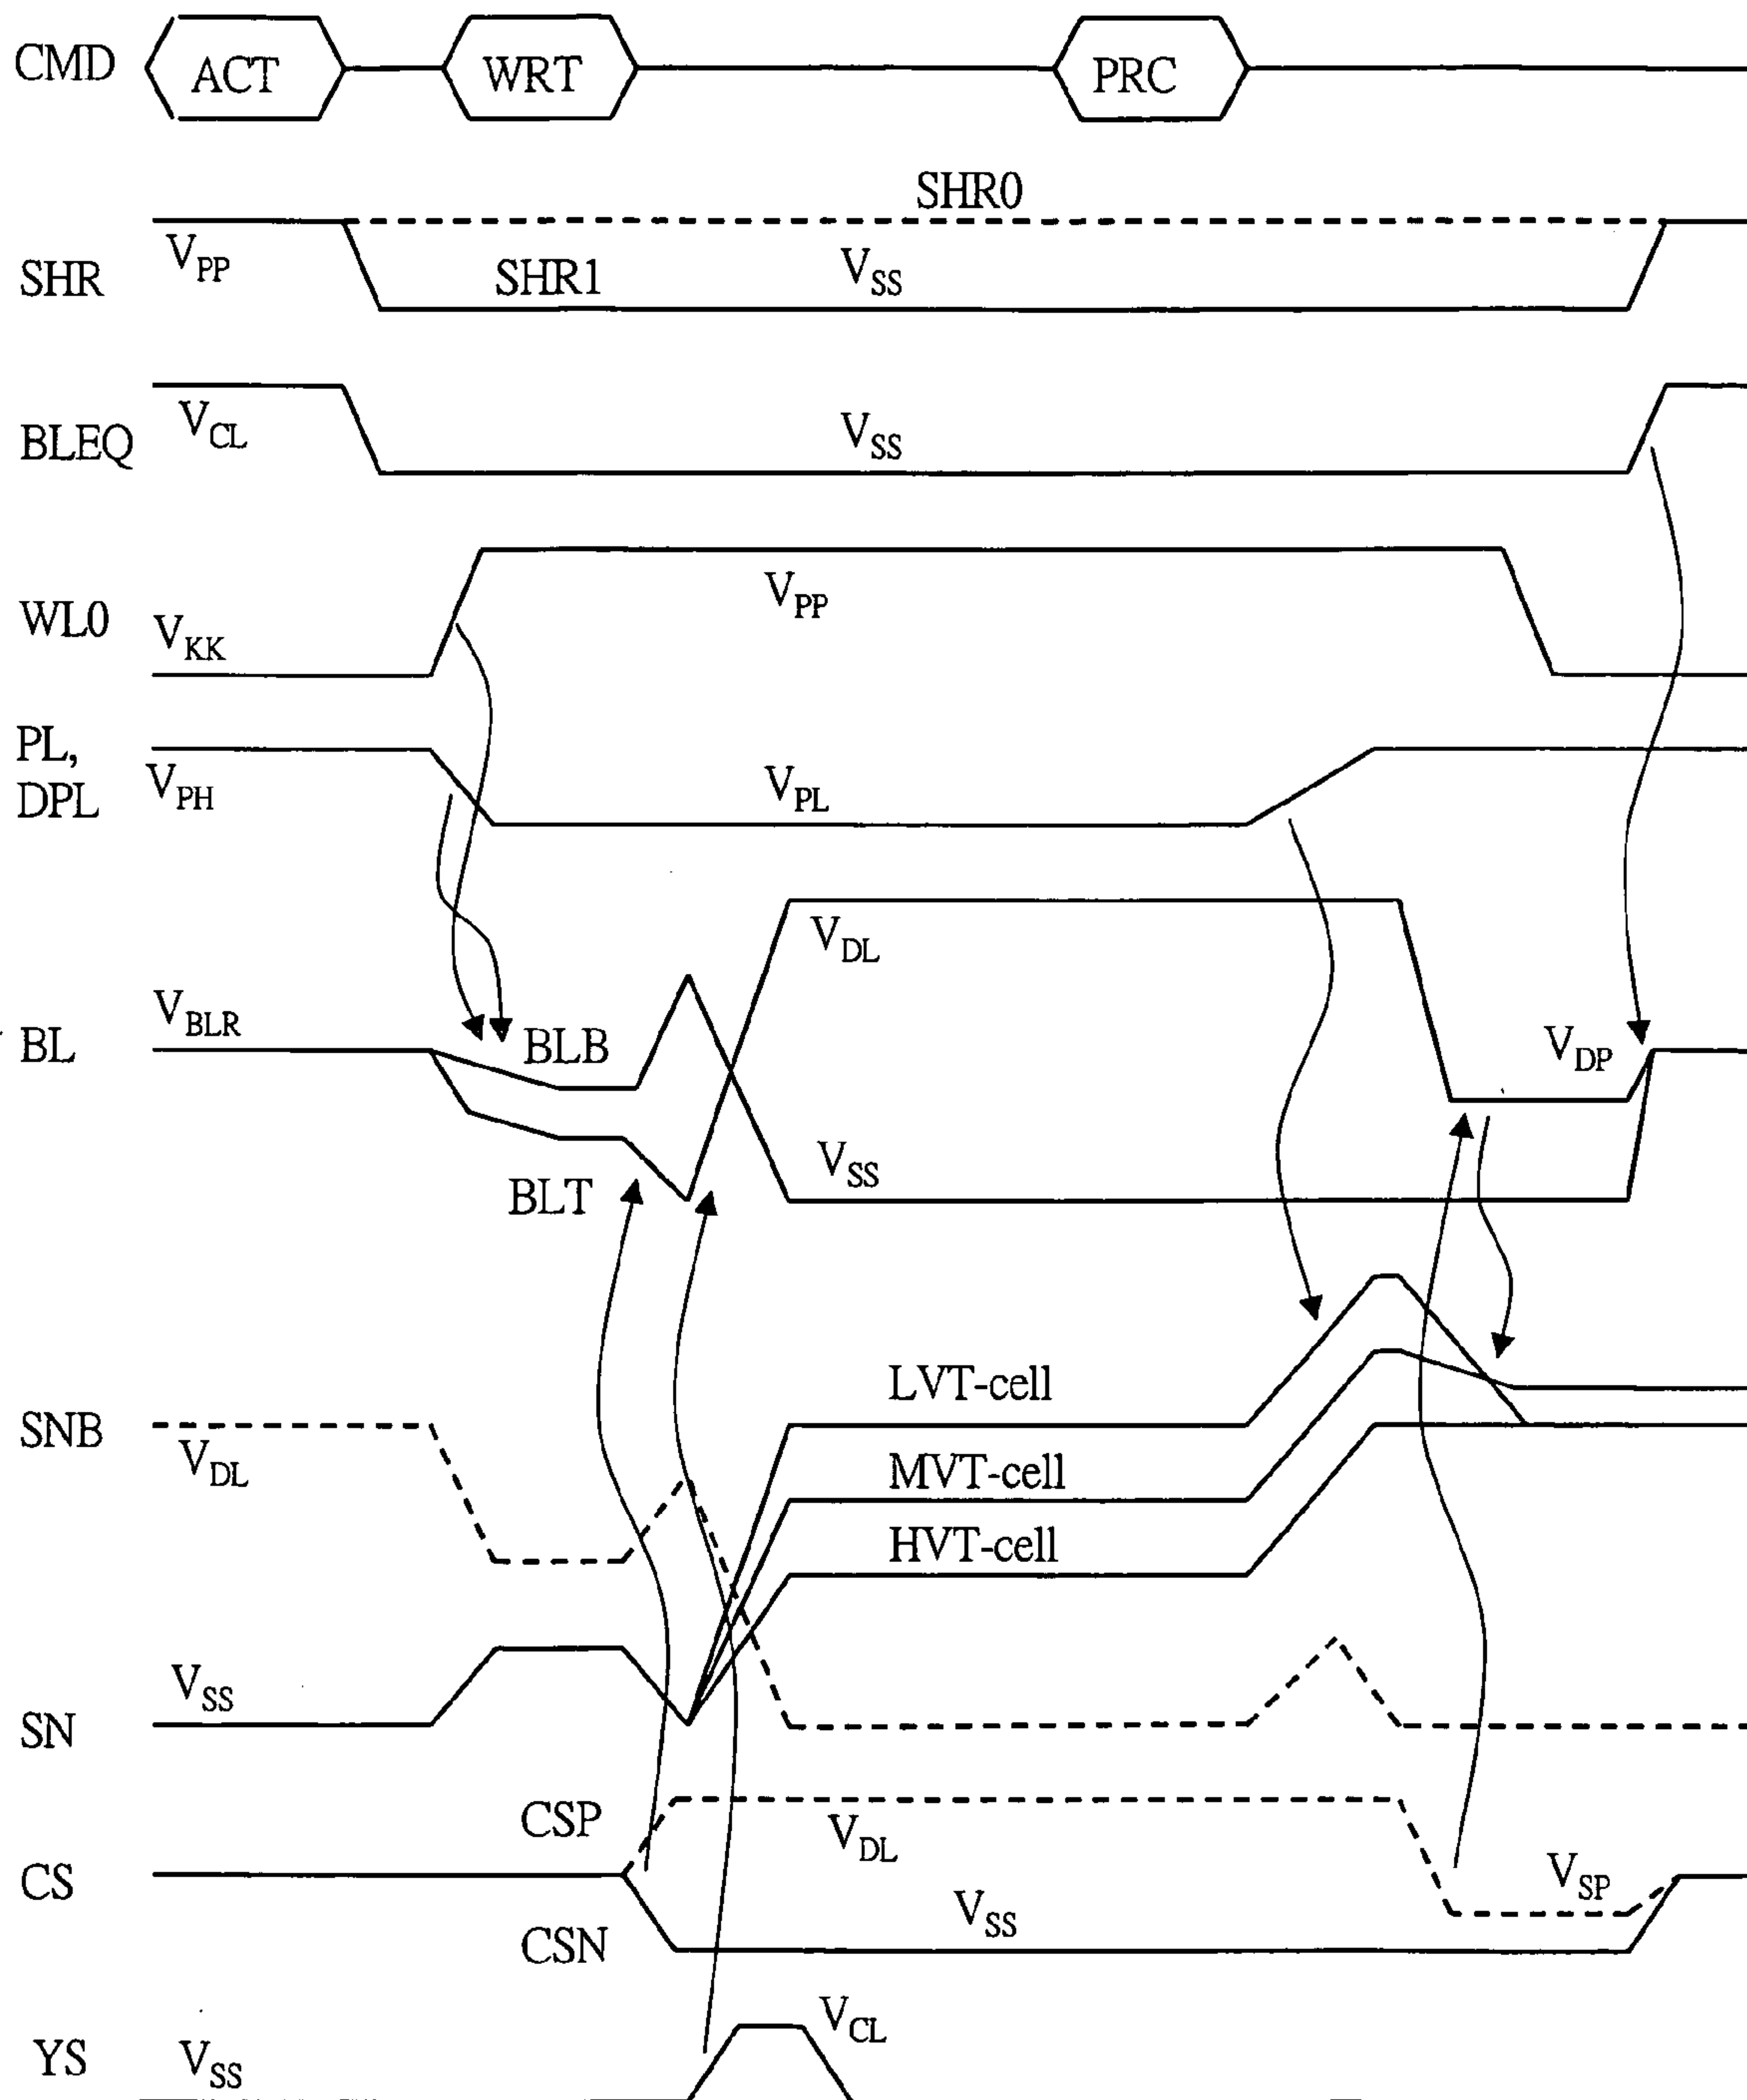 CMD ACT WRT PRC
SHR0
SHR VPP SHR1 VSS
BLEQ VCL VSS
WL0 VKK VPP
PL,
DPL VPH VPL
VDL
BL VBLR BLB VDP
BLT VSS
LVT-cell
SNB VDL MVT-cell
HVT-cell
SN VSS
CSP VDL
CS VSP
CSN VSS
YS VSS VCL